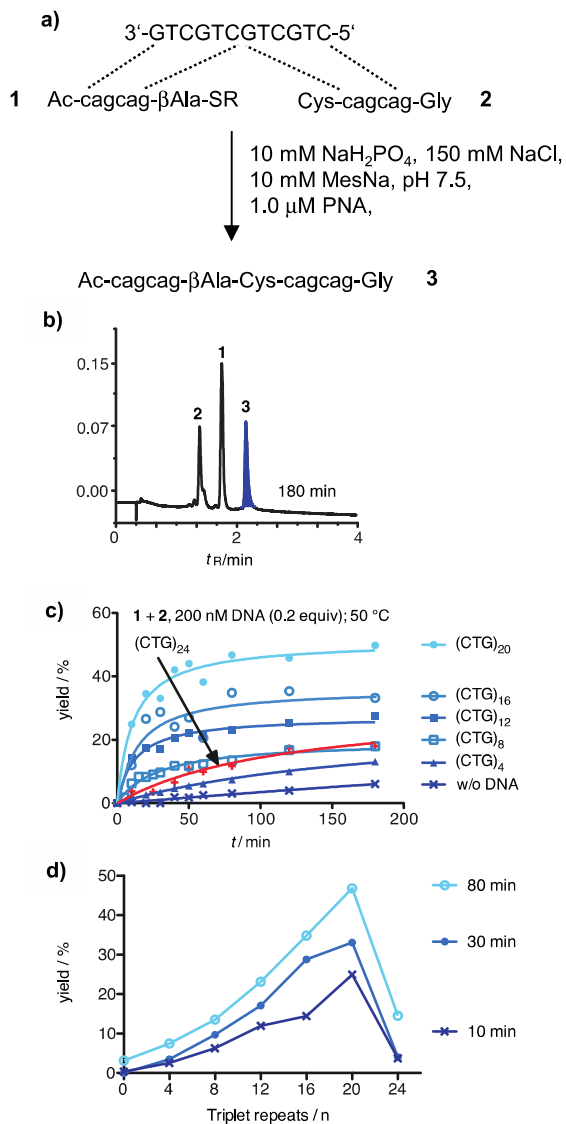 a)
3‘-GTCGTCGTCGTC-5‘
1 Ac-cagcag-βAla-SR Cys-cagcag-Gly 2
10 mM NaH₂PO₄, 150 mM NaCl,
10 mM MesNa, pH 7.5,
1.0 μM PNA,
Ac-cagcag-βAla-Cys-cagcag-Gly 3
b)
0.15
0.07
0.00
1
2
3
180 min
0 2 4
tR/min
c)
1 + 2, 200 nM DNA (0.2 equiv); 50 °C
(CTG)₂₄
60
40
20
0
yield / %
(CTG)₂₀
(CTG)₁₆
(CTG)₁₂
(CTG)₈
(CTG)₄
w/o DNA
0 50 100 150 200
t/ min
d)
50
40
30
20
10
0
yield / %
80 min
30 min
10 min
0 4 8 12 16 20 24
Triplet repeats / n